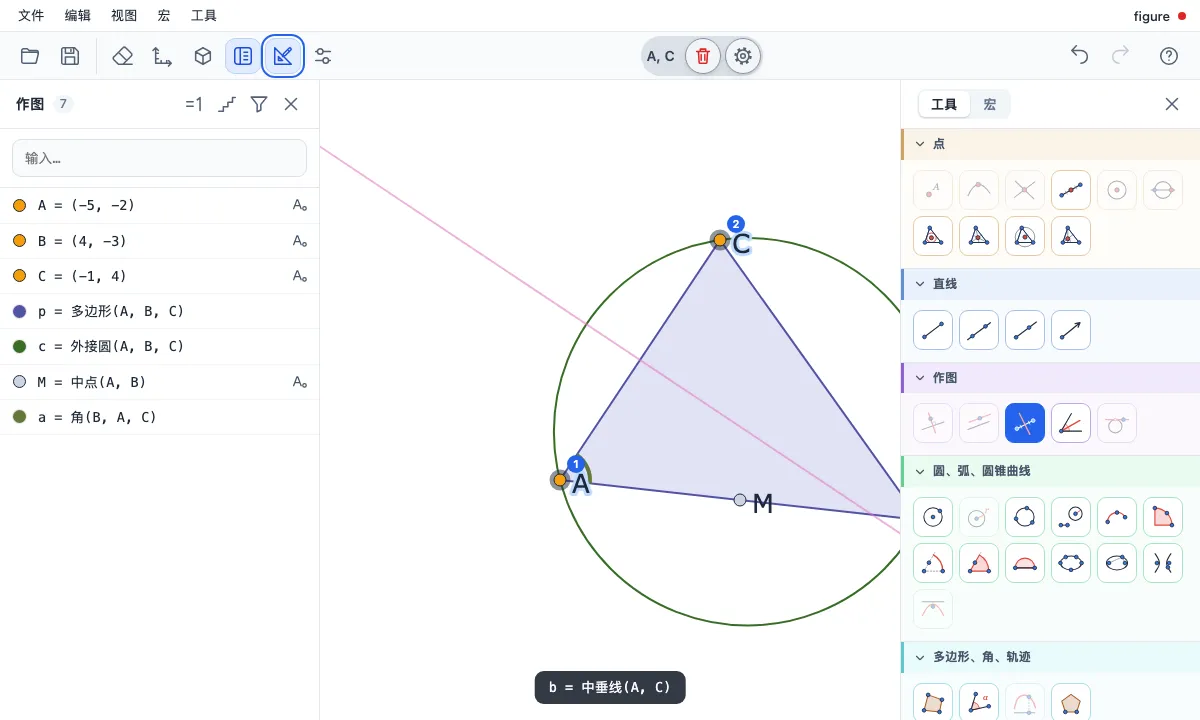 文件 编辑 视图 宏 工具
figure
A, C
作图 7
=1
输入…
A = (−5, −2)
B = (4, −3)
C = (−1, 4)
p = 多边形(A, B, C)
c = 外接圆(A, B, C)
M = 中点(A, B)
a = 角(B, A, C)
2
C
1
A
M
b = 中垂线(A, C)
工具 宏
点
直线
作图
圆、弧、圆锥曲线
多边形、角、轨迹